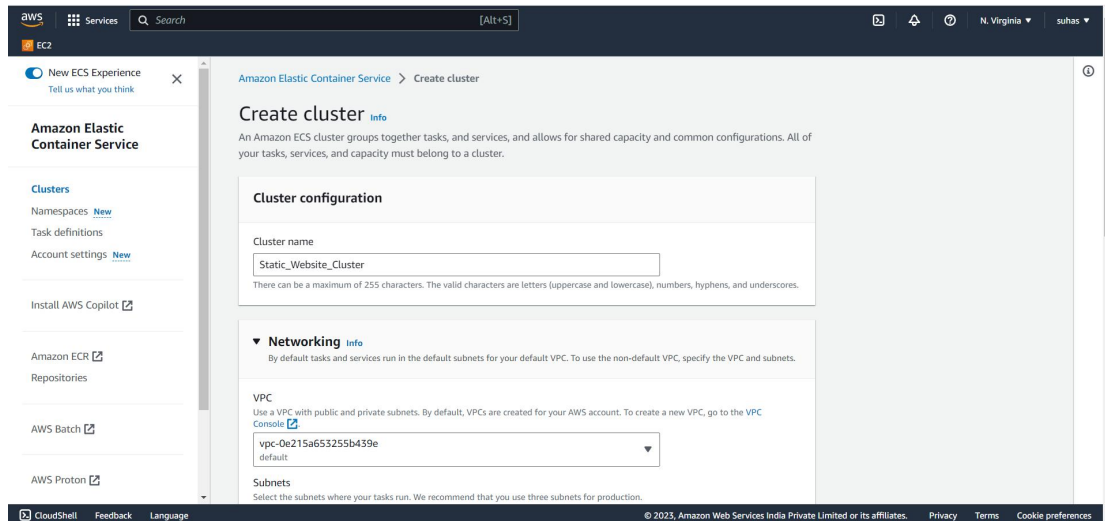 aws Services Search [Alt+S] N. Virginia ▼ suhas ▼
EC2
New ECS Experience
Tell us what you think
Amazon Elastic
Container Service
Clusters
Namespaces New
Task definitions
Account settings New
Install AWS Copilot
Amazon ECR
Repositories
AWS Batch
AWS Proton
Amazon Elastic Container Service > Create cluster
Create cluster Info
An Amazon ECS cluster groups together tasks, and services, and allows for shared capacity and common configurations. All of
your tasks, services, and capacity must belong to a cluster.
Cluster configuration
Cluster name
Static_Website_Cluster
There can be a maximum of 255 characters. The valid characters are letters (uppercase and lowercase), numbers, hyphens, and underscores.
▼ Networking Info
By default tasks and services run in the default subnets for your default VPC. To use the non-default VPC, specify the VPC and subnets.
VPC
Use a VPC with public and private subnets. By default, VPCs are created for your AWS account. To create a new VPC, go to the VPC
Console.
vpc-0e215a653255b439e
default
Subnets
Select the subnets where your tasks run. We recommend that you use three subnets for production.
CloudShell Feedback Language © 2023, Amazon Web Services India Private Limited or its affiliates. Privacy Terms Cookie preferences